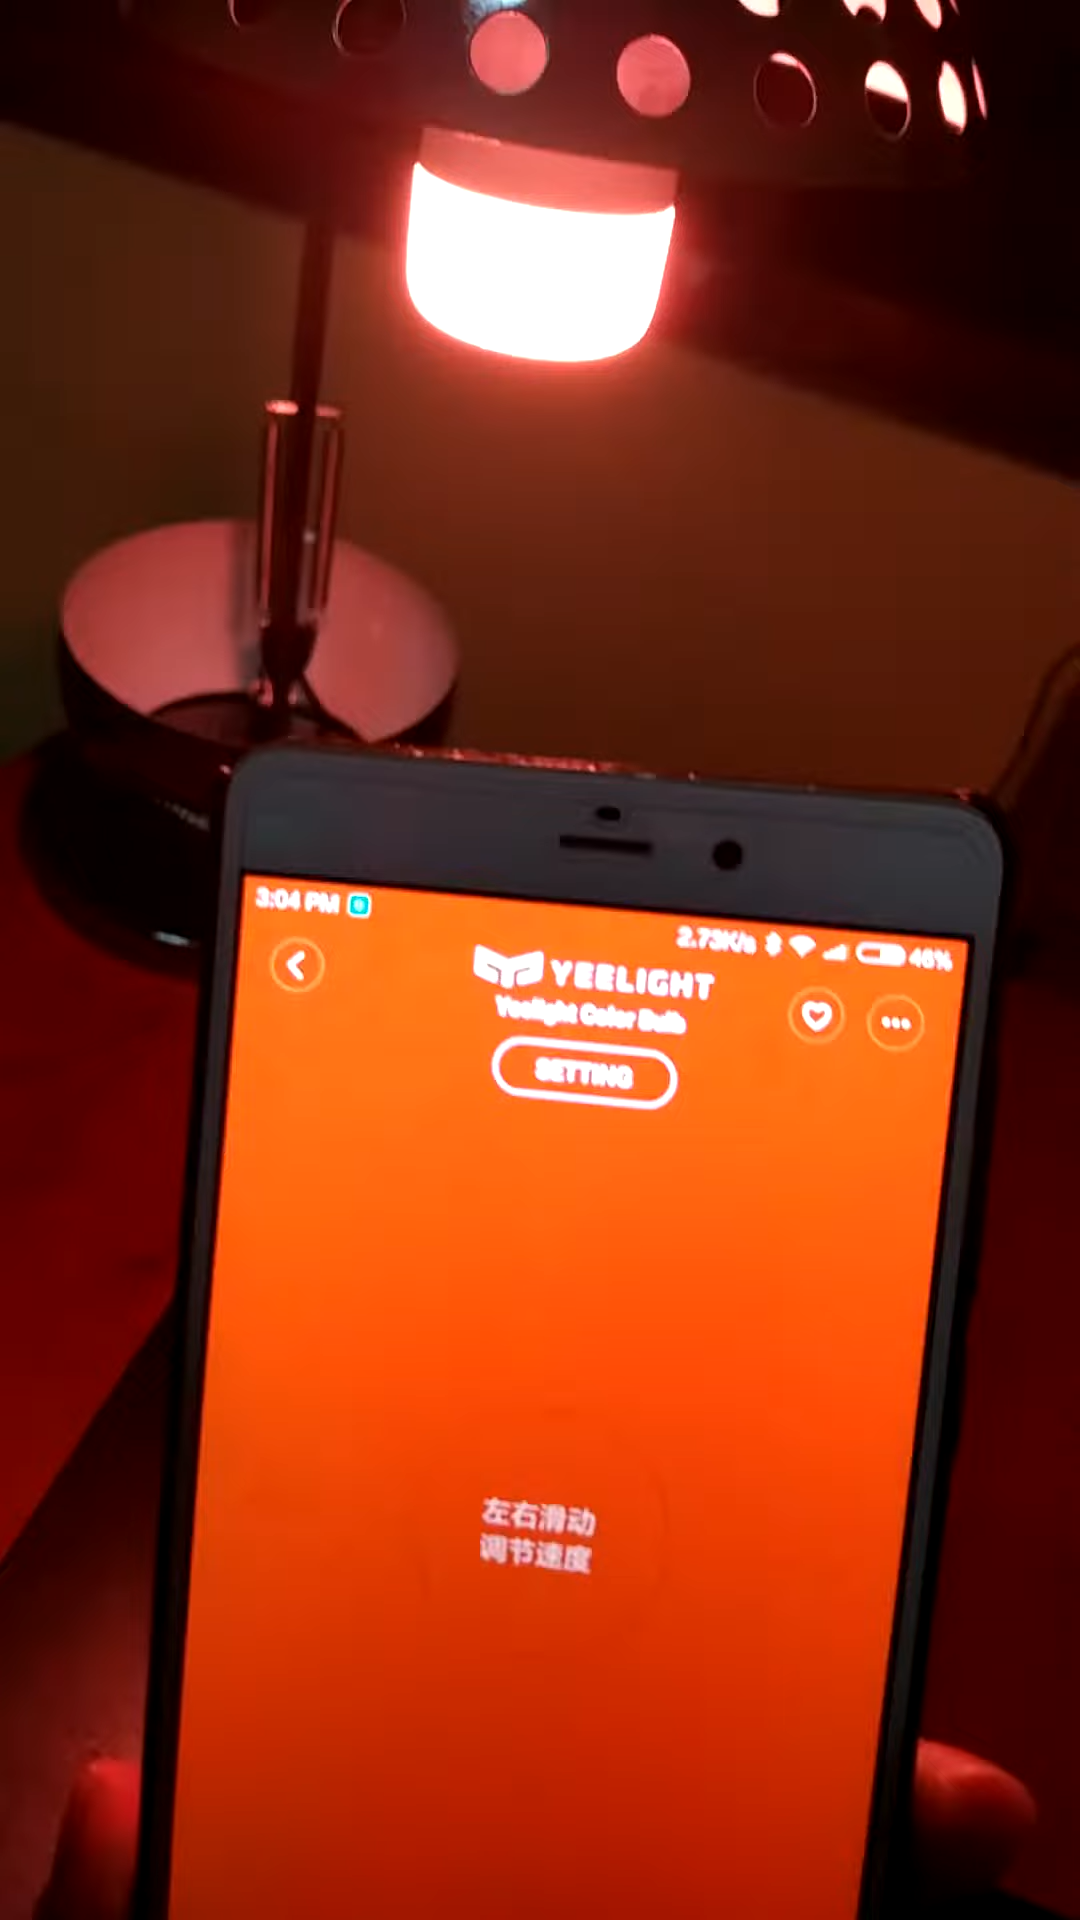 3:04 PM
2.73K/s 46%
YEELIGHT
Yeelight Color Bulb
SETTING
左右滑动
调节速度